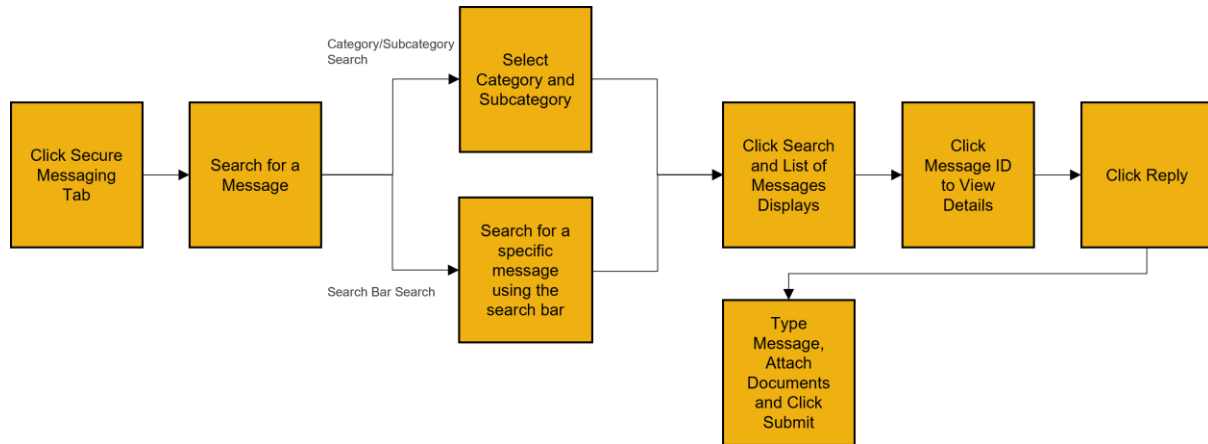 Click Secure
Messaging
Tab
Search for a
Message
Category/Subcategory
Search
Select
Category and
Subcategory
Search Bar Search
Search for a
specific
message
using the
search bar
Click Search
and List of
Messages
Displays
Click
Message ID
to View
Details
Click Reply
Type
Message,
Attach
Documents
and Click
Submit